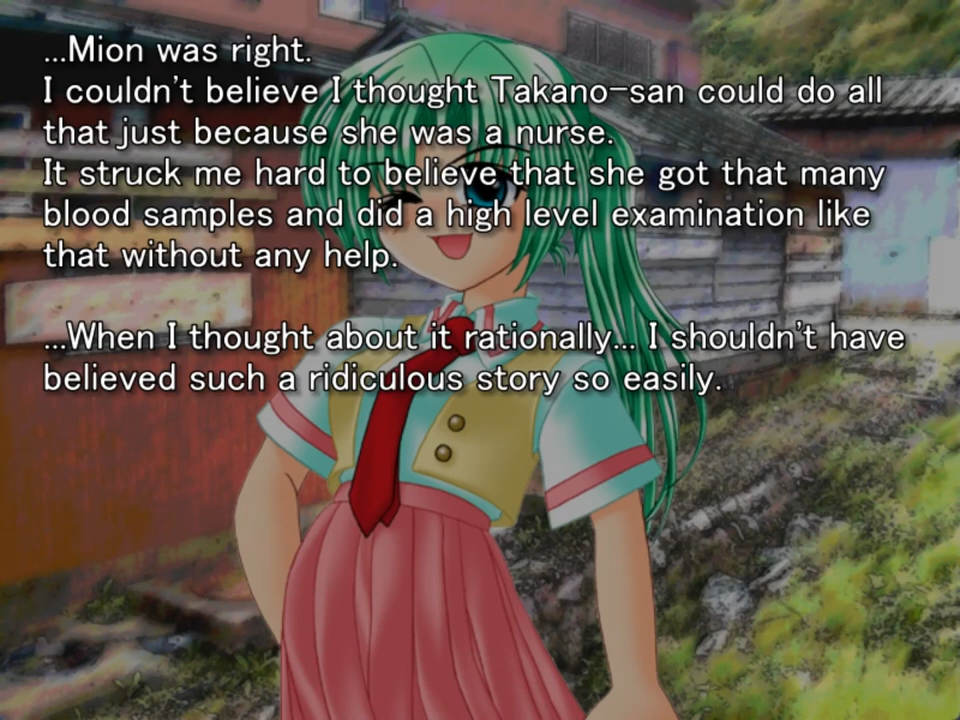 ...Mion was right.
I couldn't believe I thought Takano-san could do all
that just because she was a nurse.
It struck me hard to believe that she got that many
blood samples and did a high level examination like
that without any help.
...When I thought about it rationally... I shouldn't have
believed such a ridiculous story so easily.